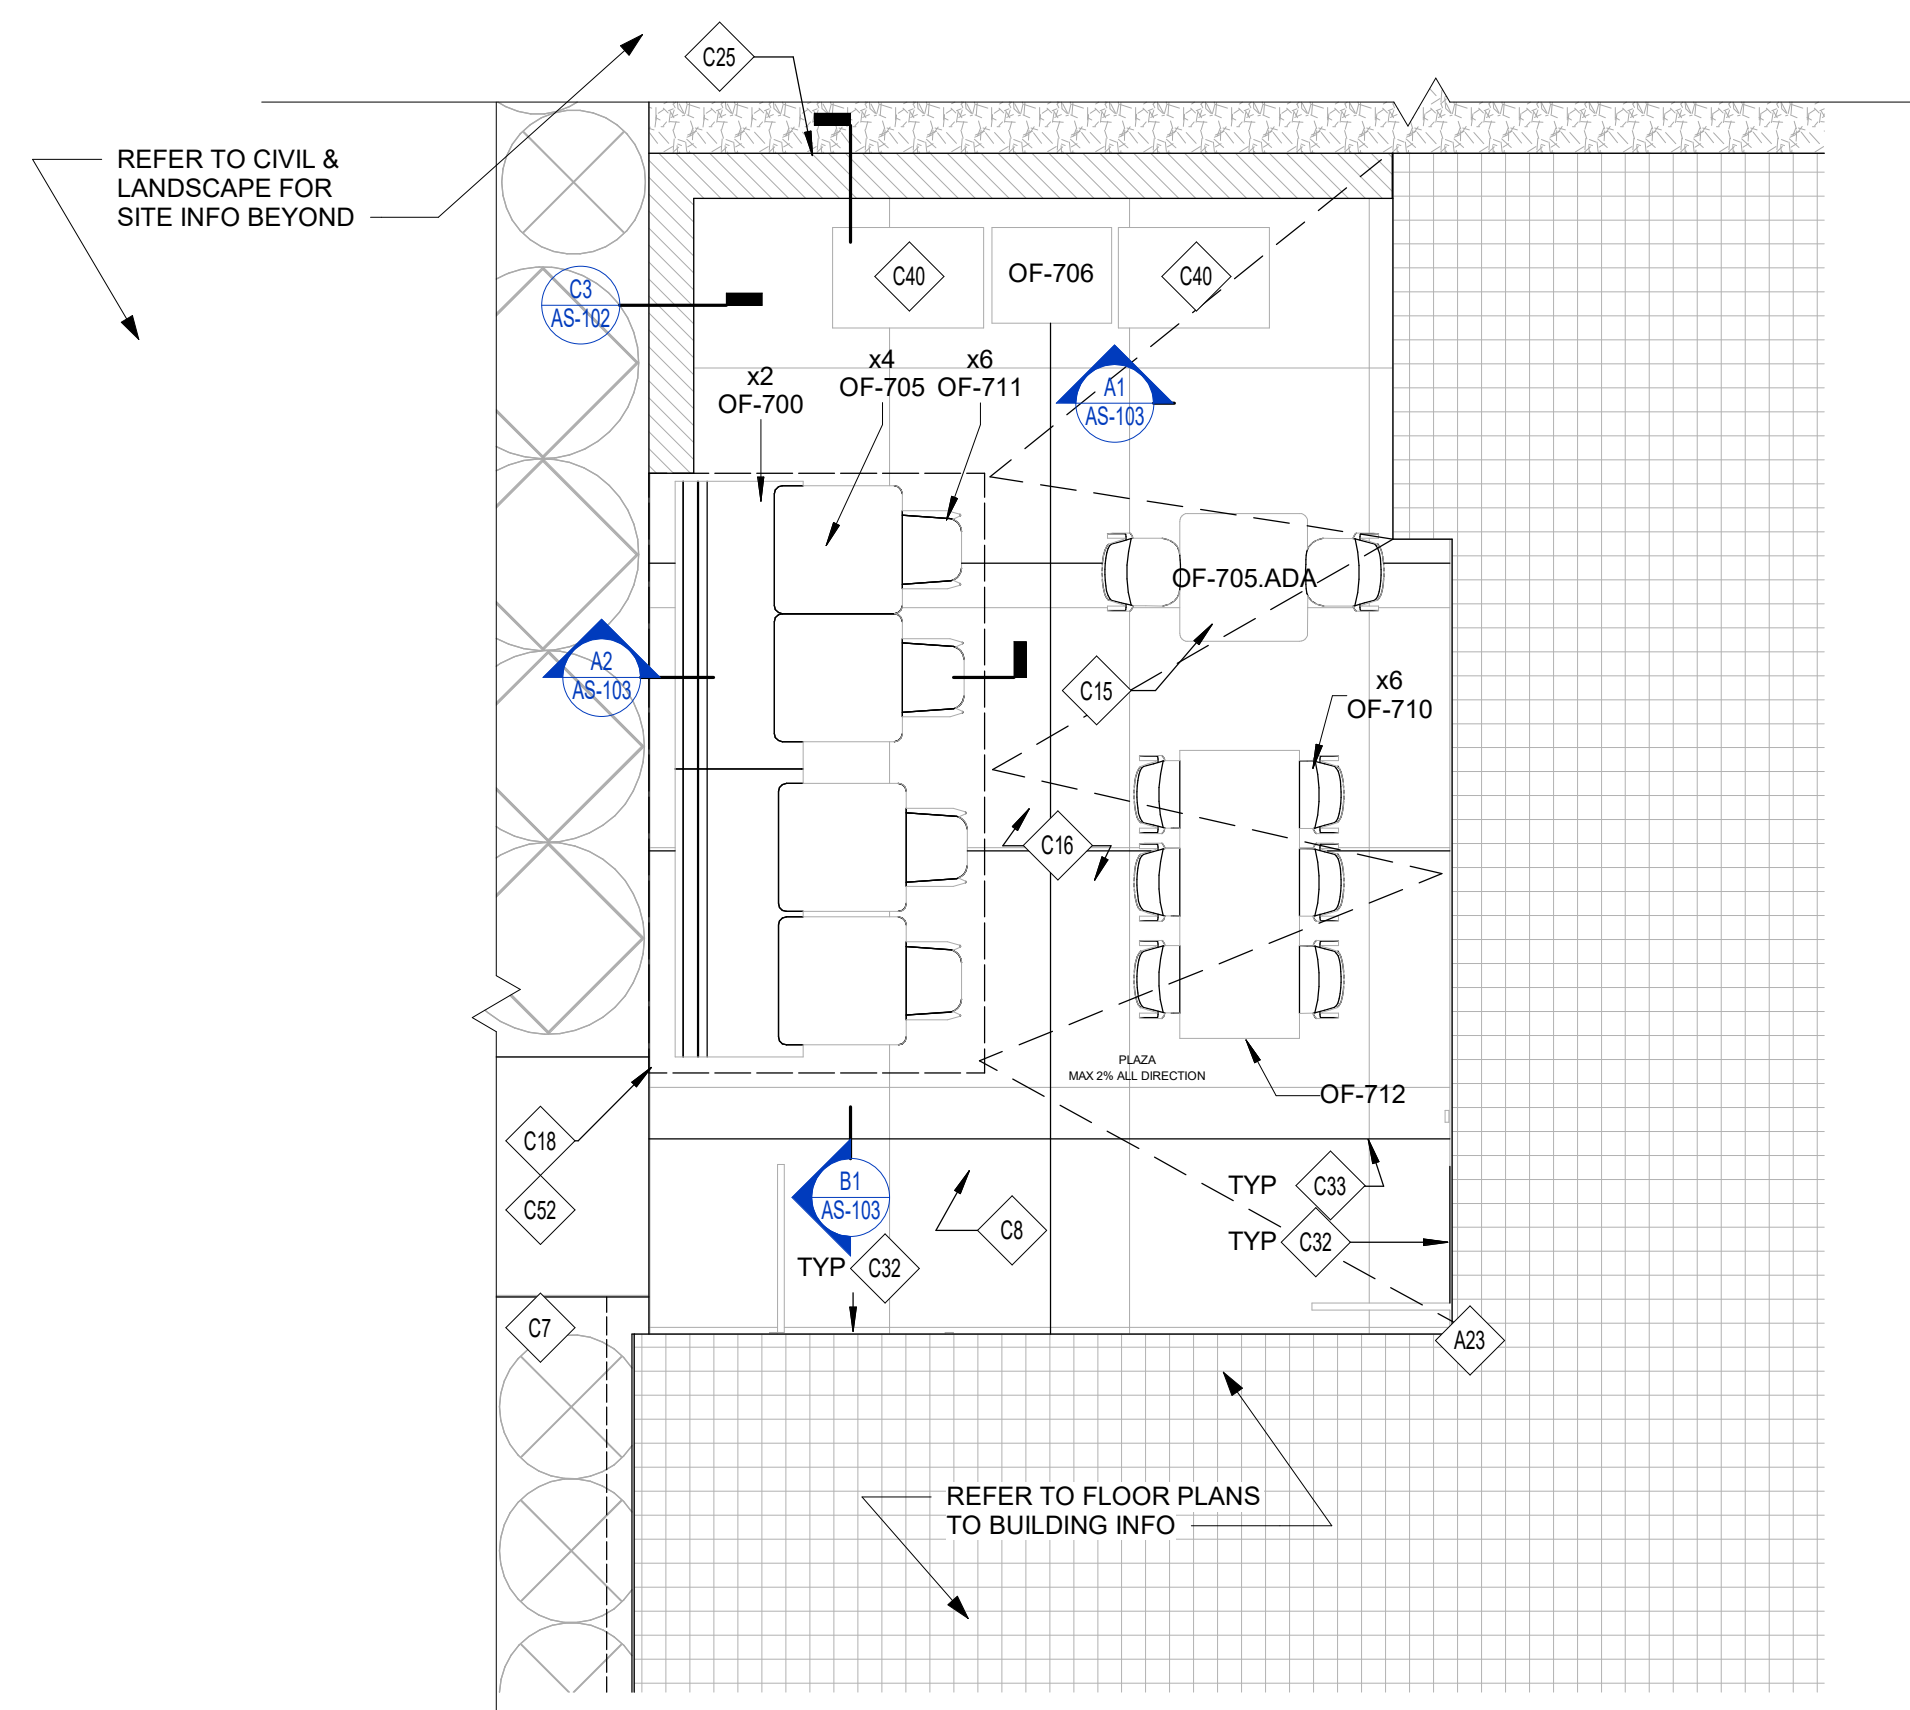 C25
REFER TO CIVIL &
LANDSCAPE FOR
SITE INFO BEYOND
C40
OF-706
C40
C3
AS-102
x2
OF-700
x4
OF-705
x6
OF-711
A1
AS-103
OF-705.ADA
A2
AS-103
C15
x6
OF-710
C16
PLAZA
MAX 2% ALL DIRECTION
OF-712
C18
C52
B1
AS-103
C8
TYP
C33
TYP
C32
TYP
C32
C7
A23
REFER TO FLOOR PLANS
TO BUILDING INFO